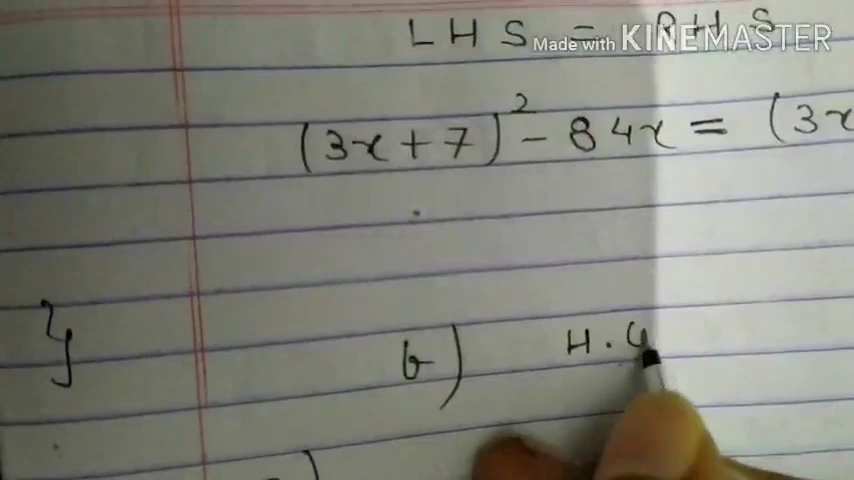 LHS = RHS
Made with KINEMASTER
(3x+7)² - 84x = (3x
b) H.